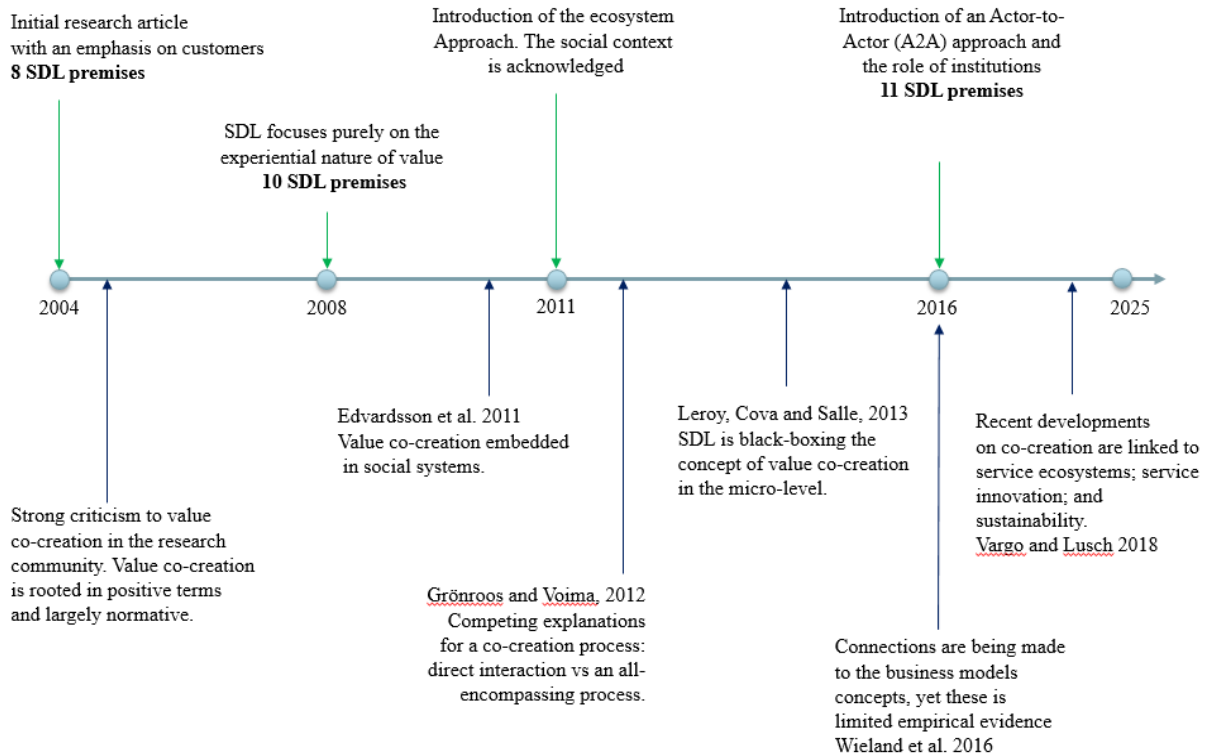 Initial research article
with an emphasis on customers
8 SDL premises
SDL focuses purely on the
experiential nature of value
10 SDL premises
Introduction of the ecosystem
Approach. The social context
is acknowledged
Introduction of an Actor-to-
Actor (A2A) approach and
the role of institutions
11 SDL premises
2004
2008
2011
2016
2025
Strong criticism to value
co-creation in the research
community. Value co-creation
is rooted in positive terms
and largely normative.
Edvardsson et al. 2011
Value co-creation embedded
in social systems.
Grönroos and Voima, 2012
Competing explanations
for a co-creation process:
direct interaction vs an all-
encompassing process.
Leroy, Cova and Salle, 2013
SDL is black-boxing the
concept of value co-creation
in the micro-level.
Connections are being made
to the business models
concepts, yet these is
limited empirical evidence
Wieland et al. 2016
Recent developments
on co-creation are linked to
service ecosystems; service
innovation; and
sustainability.
Vargo and Lusch 2018